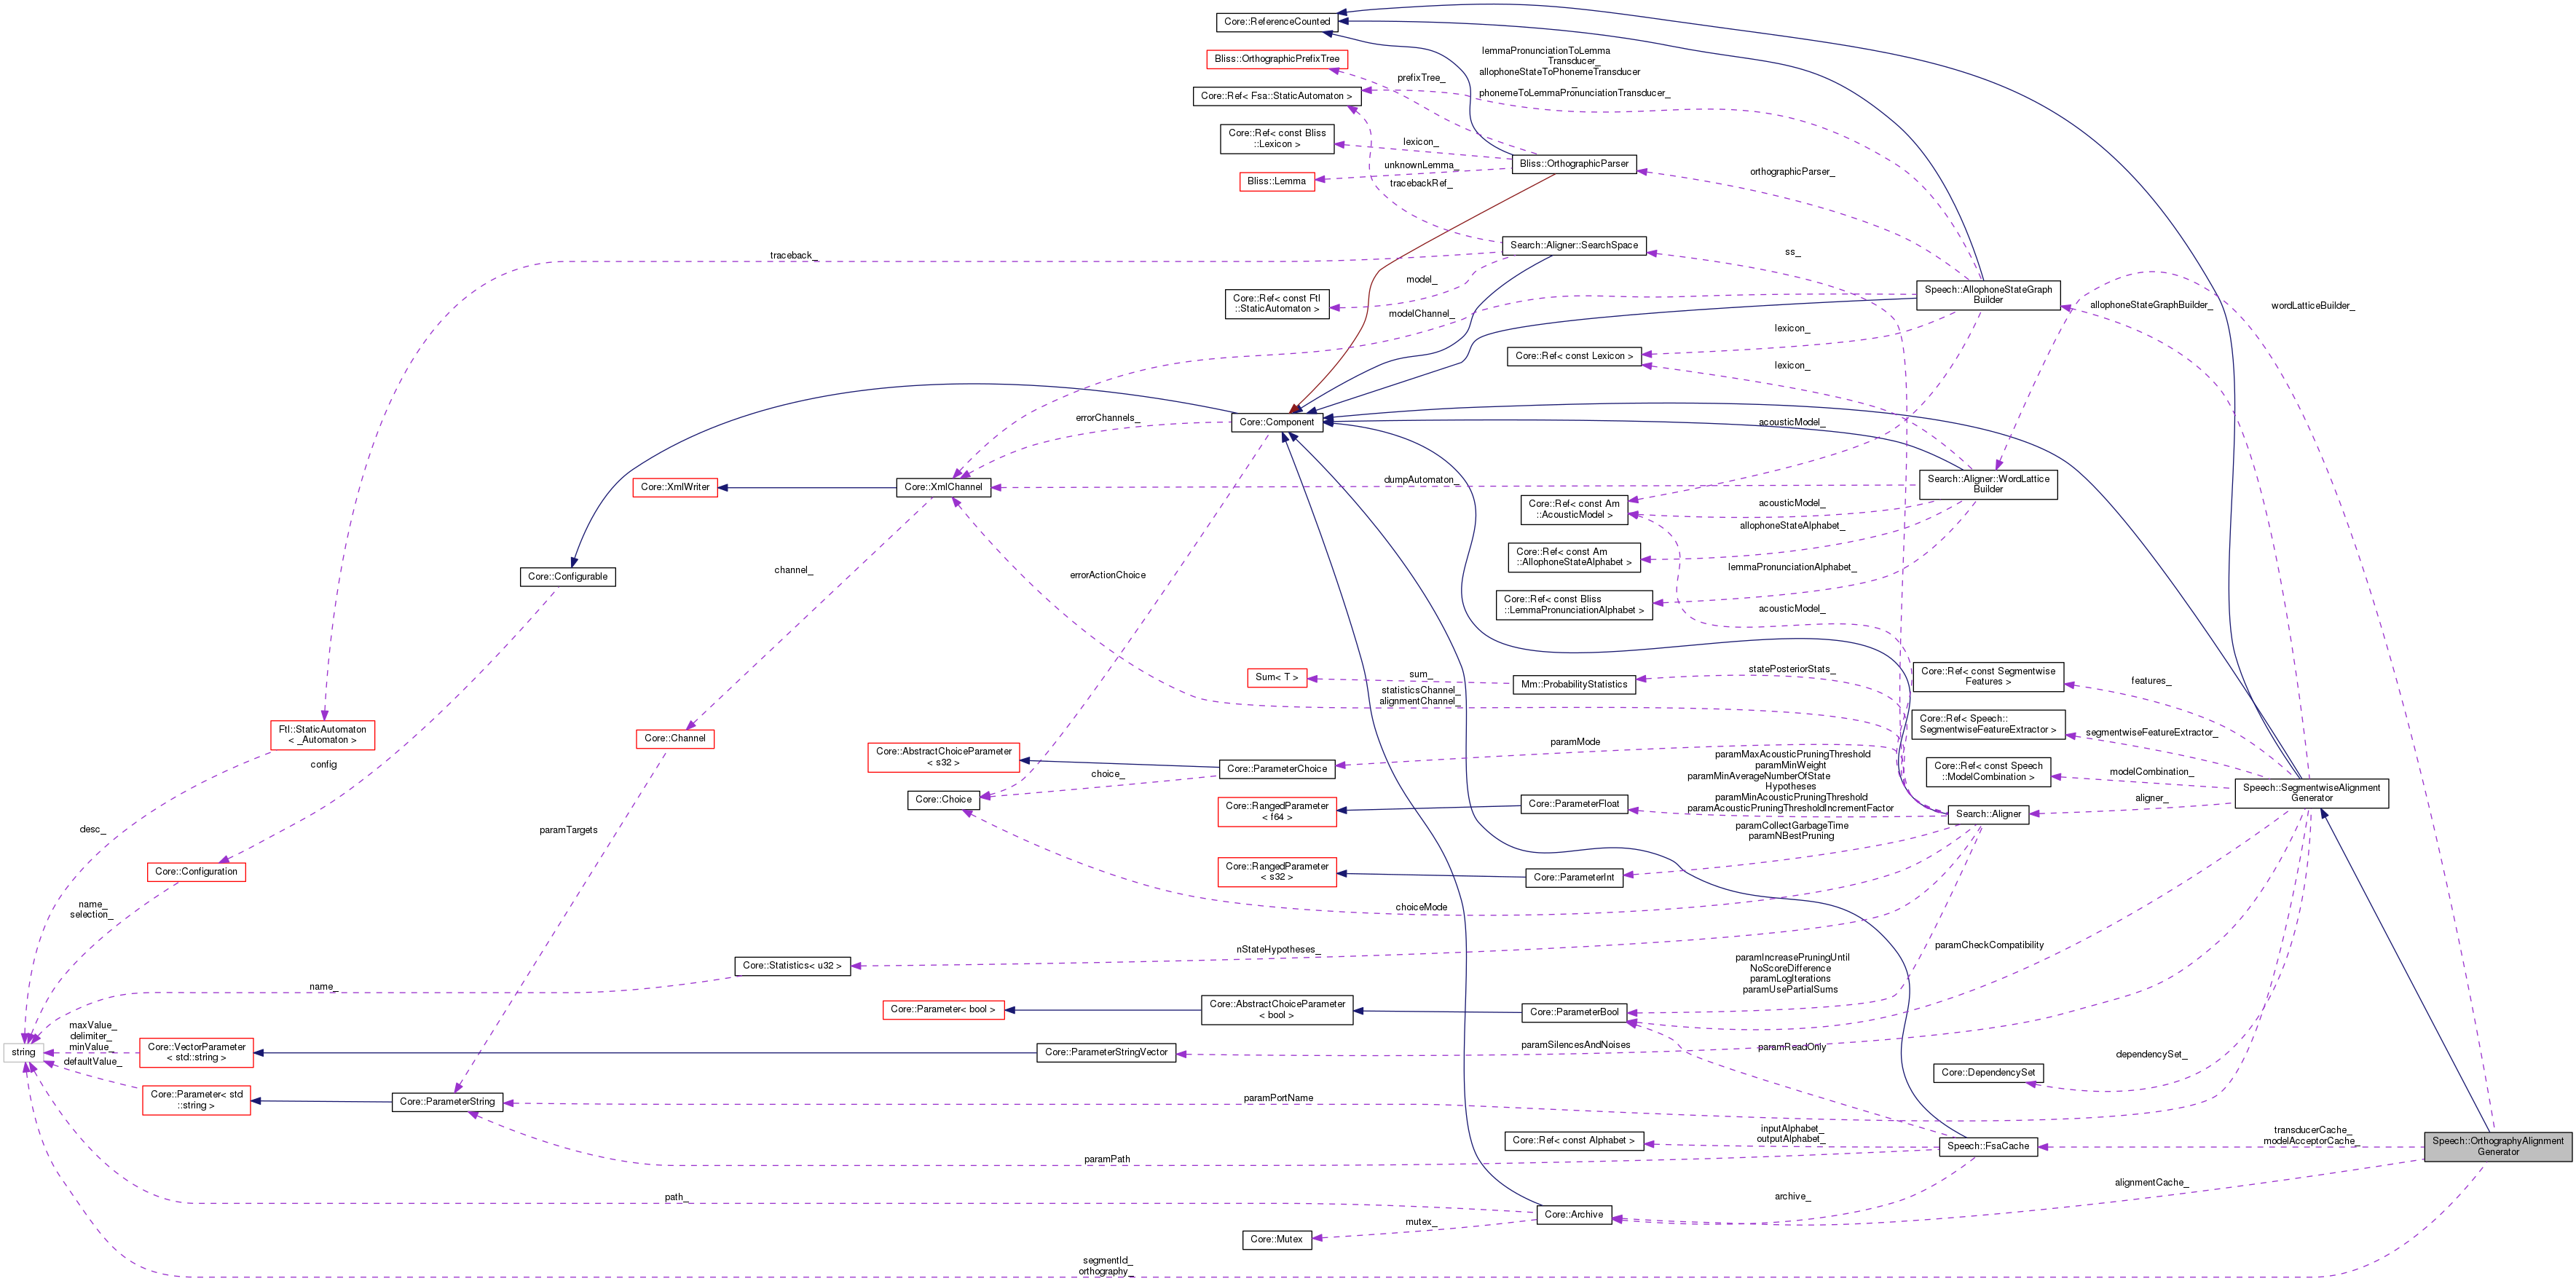 Core::ReferenceCounted
Bliss::OrthographicPrefixTree
prefixTree_
lemmaPronunciationToLemma
Transducer_
allophoneStateToPhonemeTransducer
_
phonemeToLemmaPronunciationTransducer_
Core::Ref< Fsa::StaticAutomaton >
Core::Ref< const Bliss
::Lexicon >
lexicon_
Bliss::OrthographicParser
unknownLemma_
Bliss::Lemma
tracebackRef_
orthographicParser_
traceback_
Search::Aligner::SearchSpace
ss_
model_
Core::Ref< const Ftl
::StaticAutomaton >
modelChannel_
Speech::AllophoneStateGraph
Builder
allophoneStateGraphBuilder_
wordLatticeBuilder_
lexicon_
Core::Ref< const Lexicon >
lexicon_
errorChannels_
Core::Component
acousticModel_
Core::XmlWriter
Core::XmlChannel
dumpAutomaton_
Search::Aligner::WordLattice
Builder
Core::Ref< const Am
::AcousticModel >
acousticModel_
allophoneStateAlphabet_
Core::Ref< const Am
::AllophoneStateAlphabet >
channel_
errorActionChoice
Core::Configurable
lemmaPronunciationAlphabet_
Core::Ref< const Bliss
::LemmaPronunciationAlphabet >
acousticModel_
statePosteriorStats_
Sum< T >
sum_
Mm::ProbabilityStatistics
statisticsChannel_
alignmentChannel_
Core::Ref< const Segmentwise
Features >
features_
Core::Ref< Speech::
SegmentwiseFeatureExtractor >
segmentwiseFeatureExtractor_
Ftl::StaticAutomaton
< _Automaton >
Core::Channel
config
Core::AbstractChoiceParameter
< s32 >
Core::ParameterChoice
paramMode
choice_
Core::Choice
paramMaxAcousticPruningThreshold
paramMinWeight
paramMinAverageNumberOfState
Hypotheses
paramMinAcousticPruningThreshold
paramAcousticPruningThresholdIncrementFactor
Core::Ref< const Speech
::ModelCombination >
modelCombination_
Speech::SegmentwiseAlignment
Generator
aligner_
Core::RangedParameter
< f64 >
Core::ParameterFloat
Search::Aligner
desc_
paramTargets
paramCollectGarbageTime
paramNBestPruning
Core::Configuration
Core::RangedParameter
< s32 >
Core::ParameterInt
name_
selection_
choiceMode
nStateHypotheses_
paramCheckCompatibility
Core::Statistics< u32 >
name_
paramIncreasePruningUntil
NoScoreDifference
paramLogIterations
paramUsePartialSums
Core::Parameter< bool >
Core::AbstractChoiceParameter
< bool >
Core::ParameterBool
string
maxValue_
delimiter_
minValue_
defaultValue_
Core::VectorParameter
< std::string >
Core::ParameterStringVector
paramSilencesAndNoises
paramReadOnly
dependencySet_
Core::DependencySet
Core::Parameter< std
::string >
Core::ParameterString
paramPortName
inputAlphabet_
outputAlphabet_
Core::Ref< const Alphabet >
Speech::FsaCache
transducerCache_
modelAcceptorCache_
Speech::OrthographyAlignment
Generator
paramPath
alignmentCache_
archive_
path_
Core::Archive
mutex_
Core::Mutex
segmentId_
orthography_